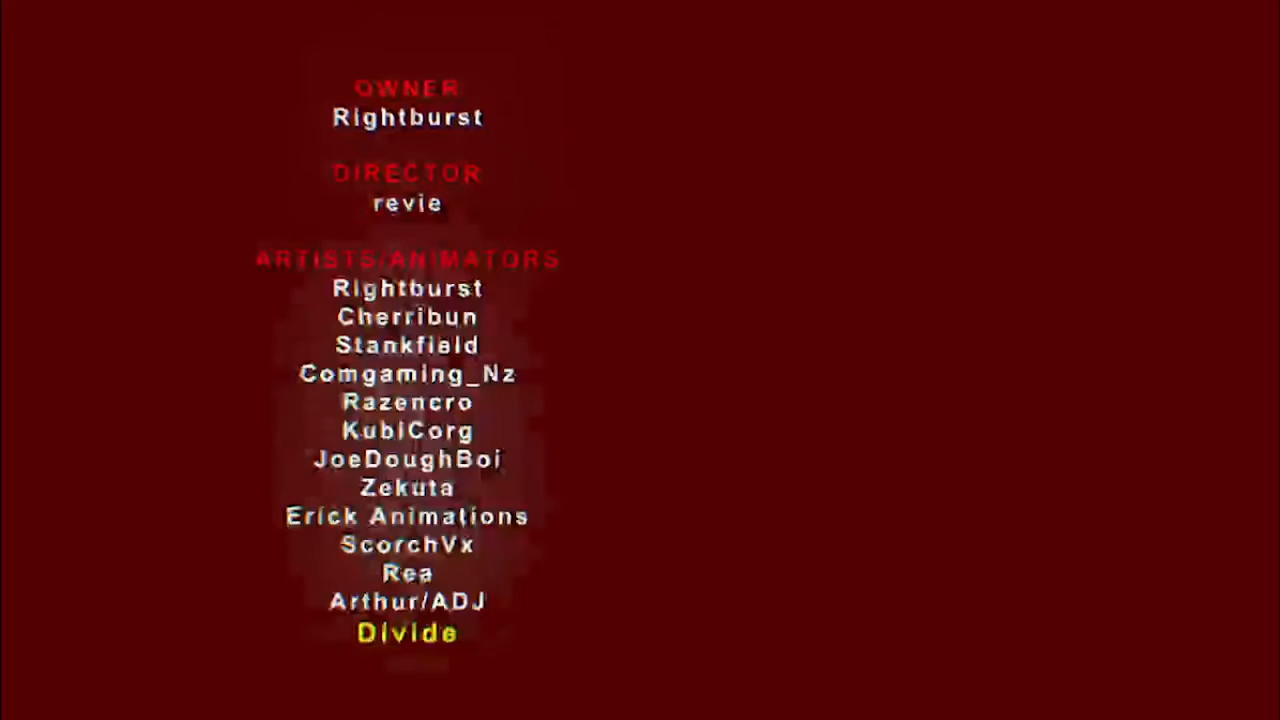 OWNER
Rightburst
DIRECTOR
revie
ARTISTS/ANIMATORS
Rightburst
Cherribun
Stankfield
Comgaming_Nz
Razencro
KubiCorg
JoeDoughBoi
Zekuta
Erick Animations
ScorchVx
Rea
Arthur/ADJ
Divide